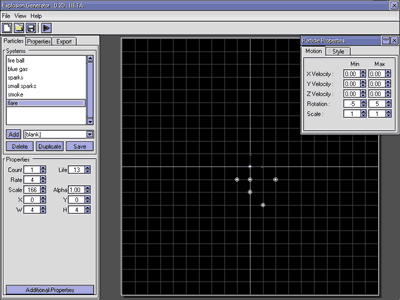 Explosion Generator 0.20 BETA
File View Help
Particles Properties Export
Systems
fire ball
blue gas
sparks
small sparks
smoke
flare
Add [blank]
Delete Duplicate Save
Properties
Count 1 Life 13
Rate 4
Scale .166 Alpha 1.00
X 0 Y 0
W 4 H 4
Additional Properties
Particle Properties
Motion Style
Min Max
X Velocity : 0.00 0.00
Y Velocity : 0.00 0.00
Z Velocity : 0.00 0.00
Rotation : -5 5
Scale : 1 1